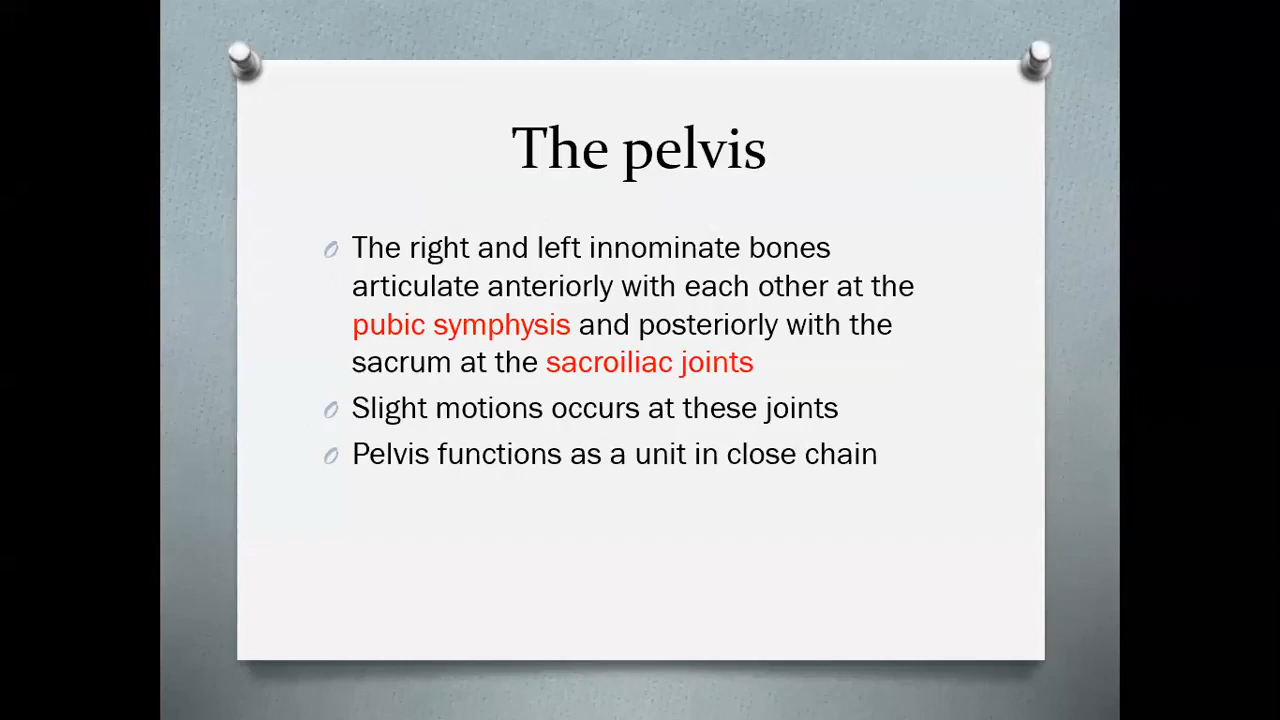 The pelvis
The right and left innominate bones
articulate anteriorly with each other at the
pubic symphysis and posteriorly with the
sacrum at the sacroiliac joints
Slight motions occurs at these joints
Pelvis functions as a unit in close chain